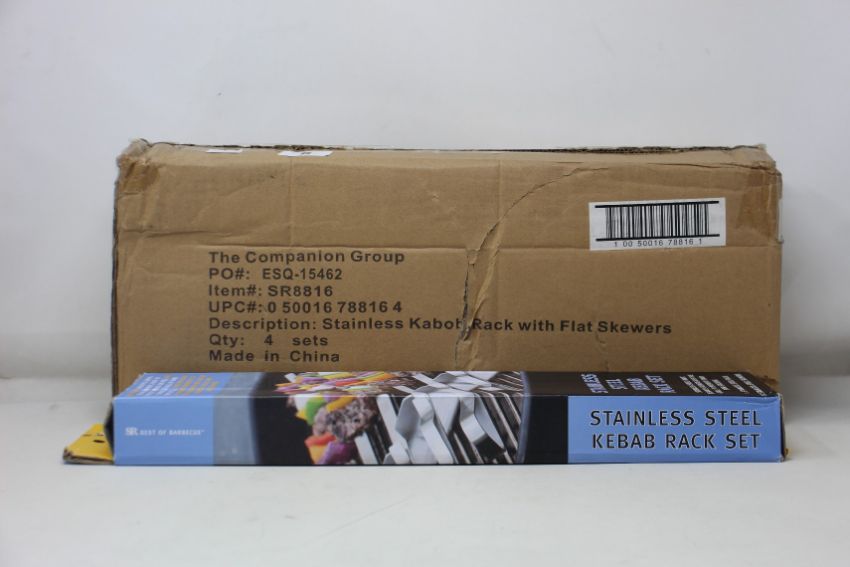 The Companion Group
PO#: ESQ-15462
Item#: SR8816
UPC#: 0 50016 78816 4
Description: Stainless Kabob Rack with Flat Skewers
Qty: 4 sets
Made in China
1 00 50016 78816 1
SR. BEST OF BARBECUE™
STAINLESS STEEL
KEBAB RACK SET